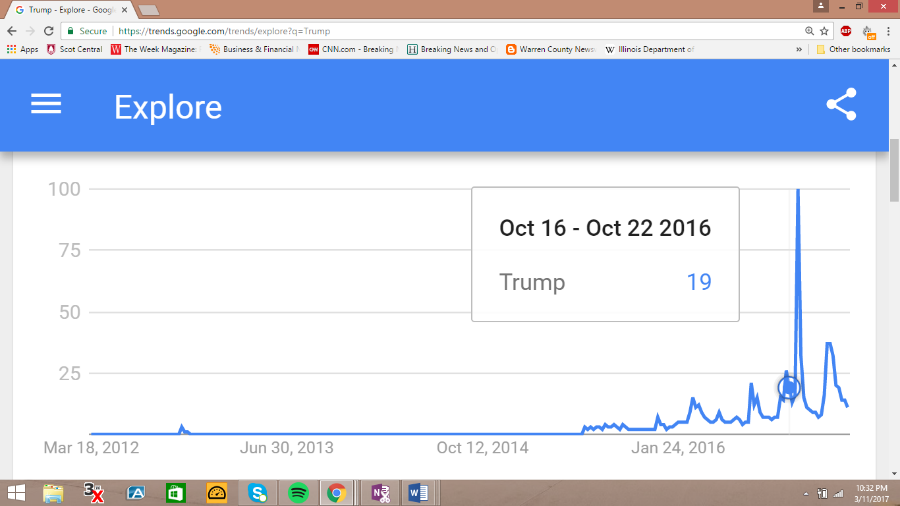 Trump - Explore - Googl
Secure https://trends.google.com/trends/explore?q=Trump
Apps Scot Central The Week Magazine: Business & Financial CNN.com - Breaking Breaking News and O Warren County News Illinois Department of » Other bookmarks
Explore
100
75
50
25
Oct 16 - Oct 22 2016
Trump 19
Mar 18, 2012 Jun 30, 2013 Oct 12, 2014 Jan 24, 2016
10:32 PM
3/11/2017